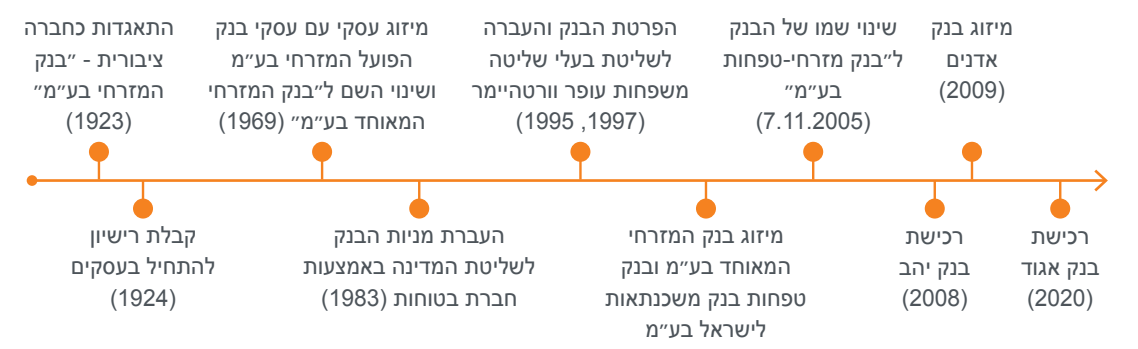 התאגדות כחברה
ציבורית - ״בנק
המזרחי בע״מ״
(1923)
קבלת רישיון
להתחיל בעסקים
(1924)
מיזוג עסקי עם עסקי בנק
הפועל המזרחי בע״מ
ושינוי השם ל״בנק המזרחי
המאוחד בע״מ״ (1969)
העברת מניות הבנק
לשליטת המדינה באמצעות
חברת בטוחות (1983)
הפרטת הבנק והעברה
לשליטת בעלי שליטה
משפחות עופר וורטהיימר
(1995 ,1997)
מיזוג בנק המזרחי
המאוחד בע״מ ובנק
טפחות בנק משכנתאות
לישראל בע״מ
שינוי שמו של הבנק
ל״בנק מזרחי-טפחות
בע״מ״
(7.11.2005)
רכישת
בנק יהב
(2008)
מיזוג בנק
אדנים
(2009)
רכישת
בנק אגוד
(2020)